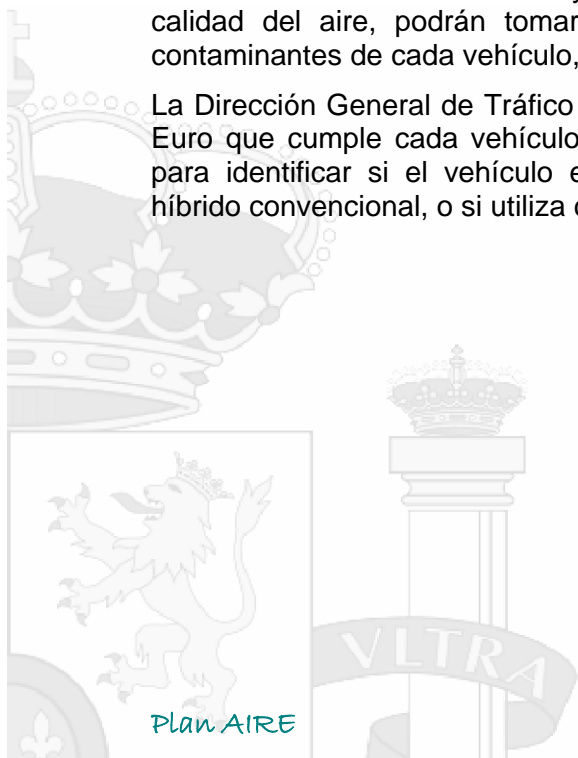 calidad del aire, podrán tomar
contaminantes de cada vehículo,
La Dirección General de Tráfico
Euro que cumple cada vehículo
para identificar si el vehículo e
híbrido convencional, o si utiliza
VLTRA
Plan AIRE